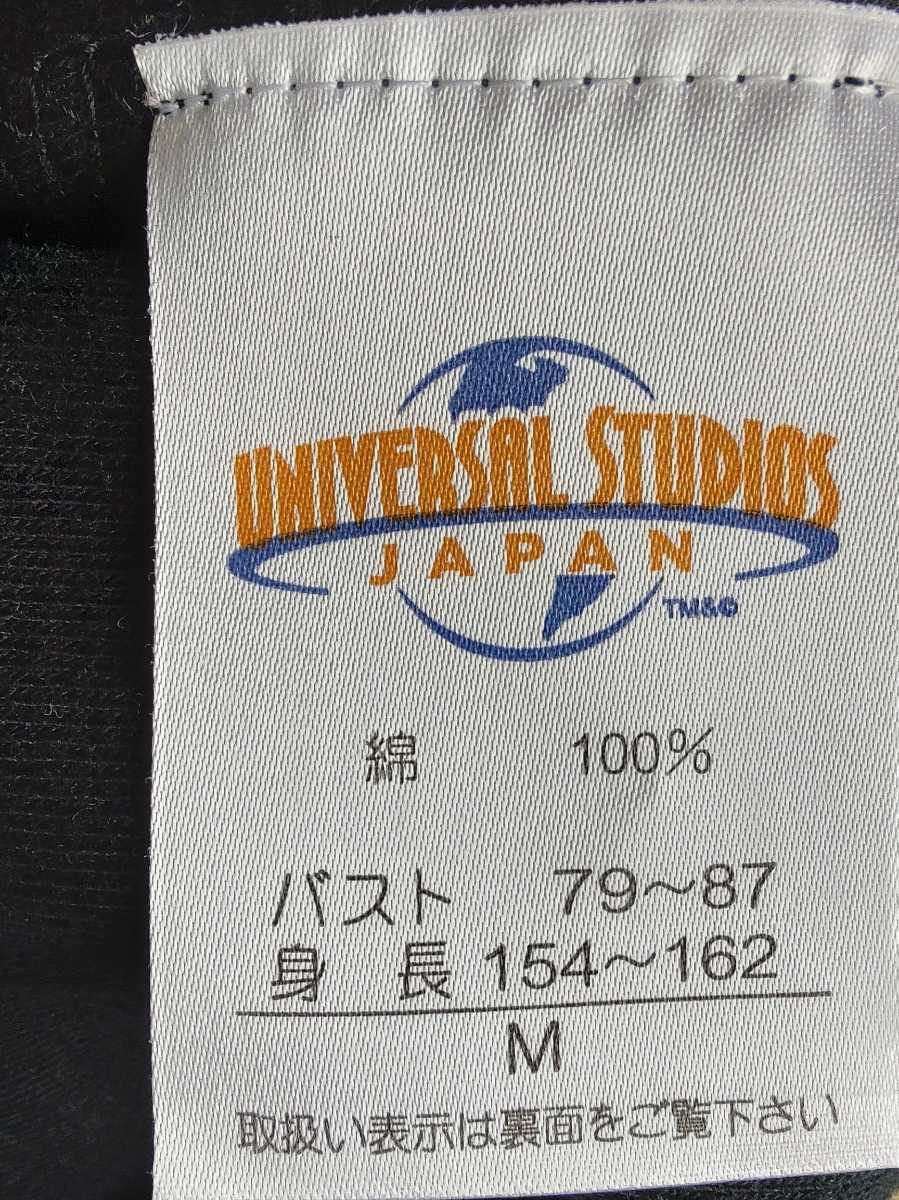 UNIVERSAL STUDIOS
JAPAN
TM&©
綿 100%
バスト 79～87
身 長 154～162
M
取扱い表示は裏面をご覧下さい